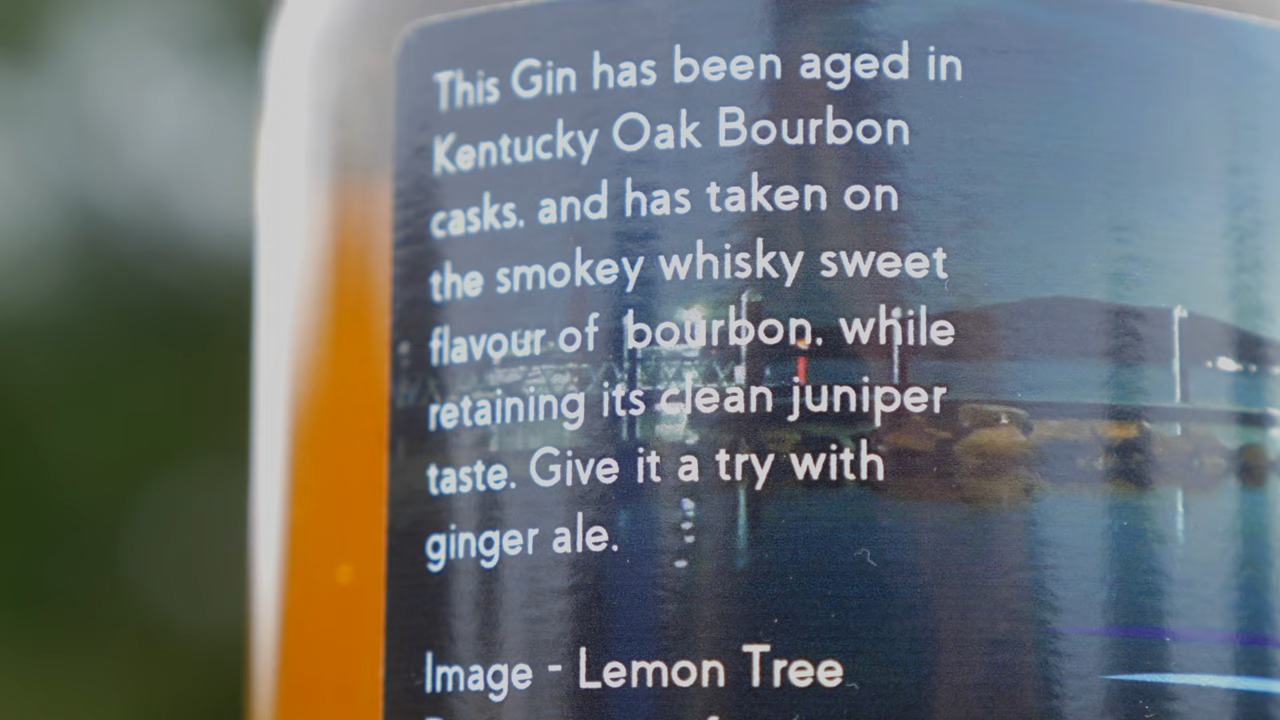 This Gin has been aged in
Kentucky Oak Bourbon
casks. and has taken on
the smokey whisky sweet
flavour of bourbon. while
retaining its clean juniper
taste. Give it a try with
ginger ale.
Image - Lemon Tree